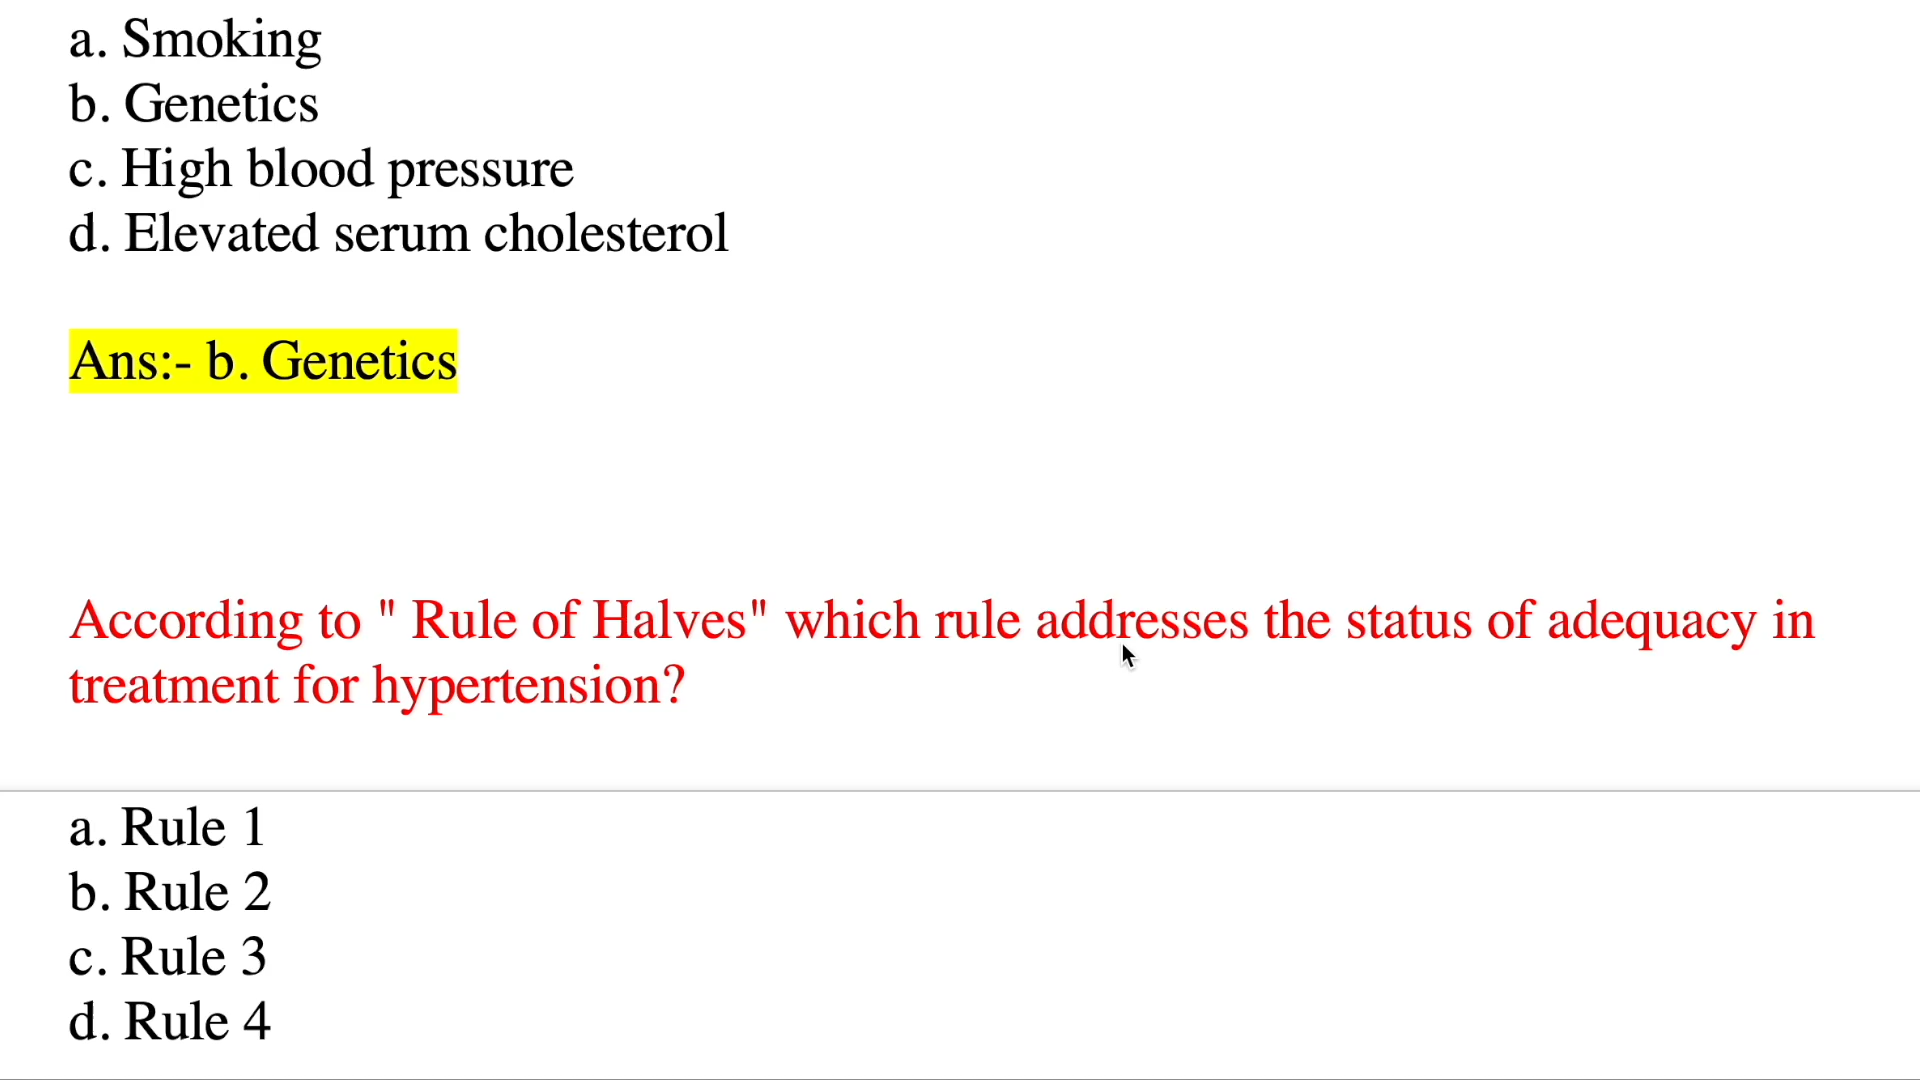 a. Smoking
b. Genetics
c. High blood pressure
d. Elevated serum cholesterol
Ans:- b. Genetics
According to " Rule of Halves" which rule addresses the status of adequacy in
treatment for hypertension?
a. Rule 1
b. Rule 2
c. Rule 3
d. Rule 4